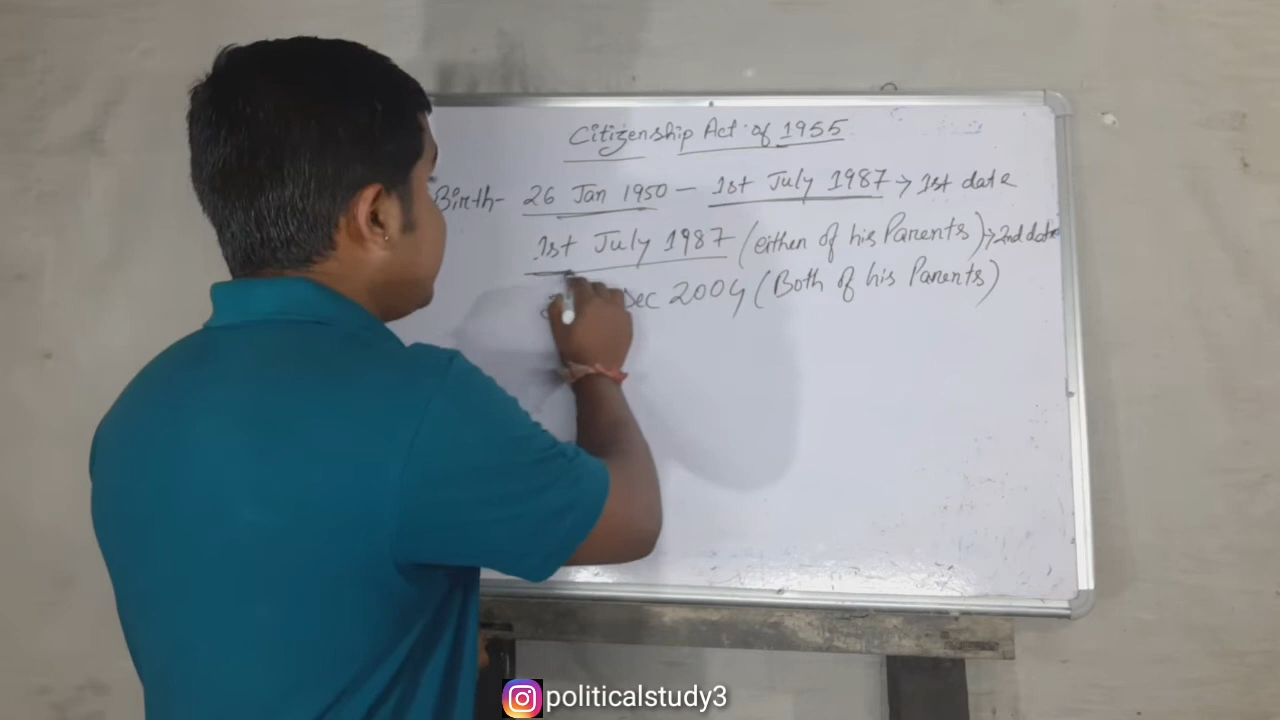 Citizenship Act of 1955
Birth- 26 Jan 1950 - 1st July 1987 → 1st date
1st July 1987 (either of his Parents) → 2nd date
Dec 2004 (Both of his Parents)
politicalstudy3